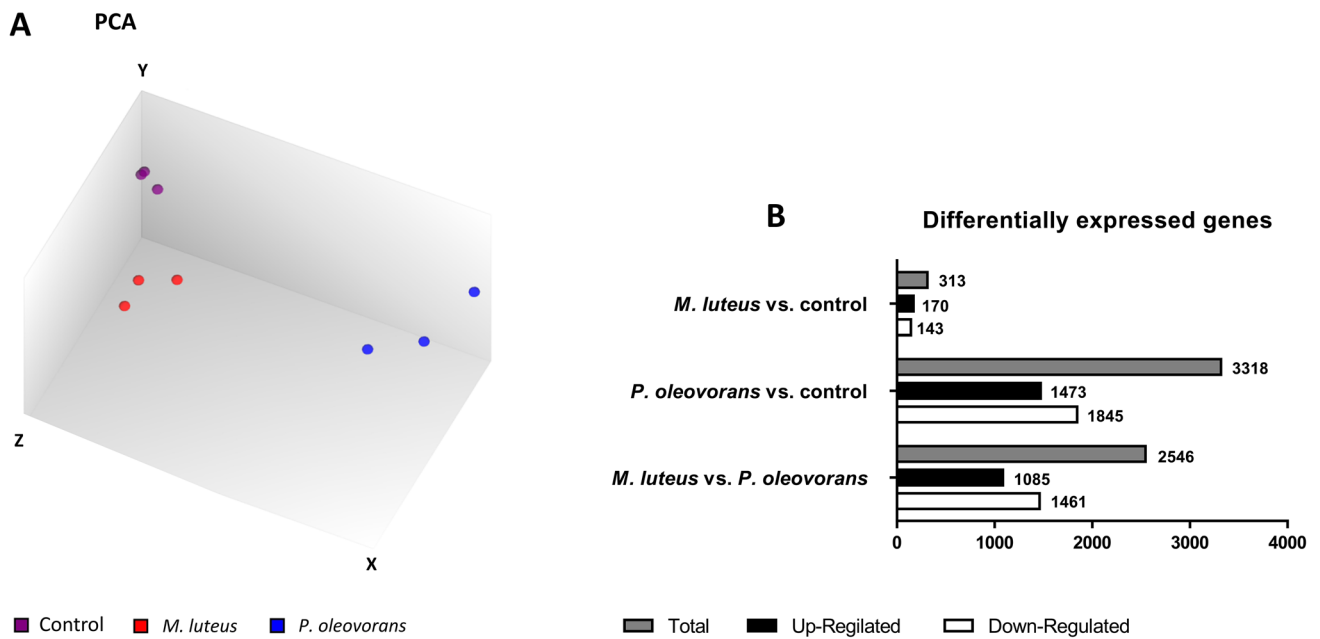 A
PCA
Y
Z
X
Control
M. luteus
P. oleovorans
B
Differentially expressed genes
M. luteus vs. control
313
170
143
P. oleovorans vs. control
3318
1473
1845
M. luteus vs. P. oleovorans
2546
1085
1461
0 1000 2000 3000 4000
Total
Up-Regilated
Down-Regulated